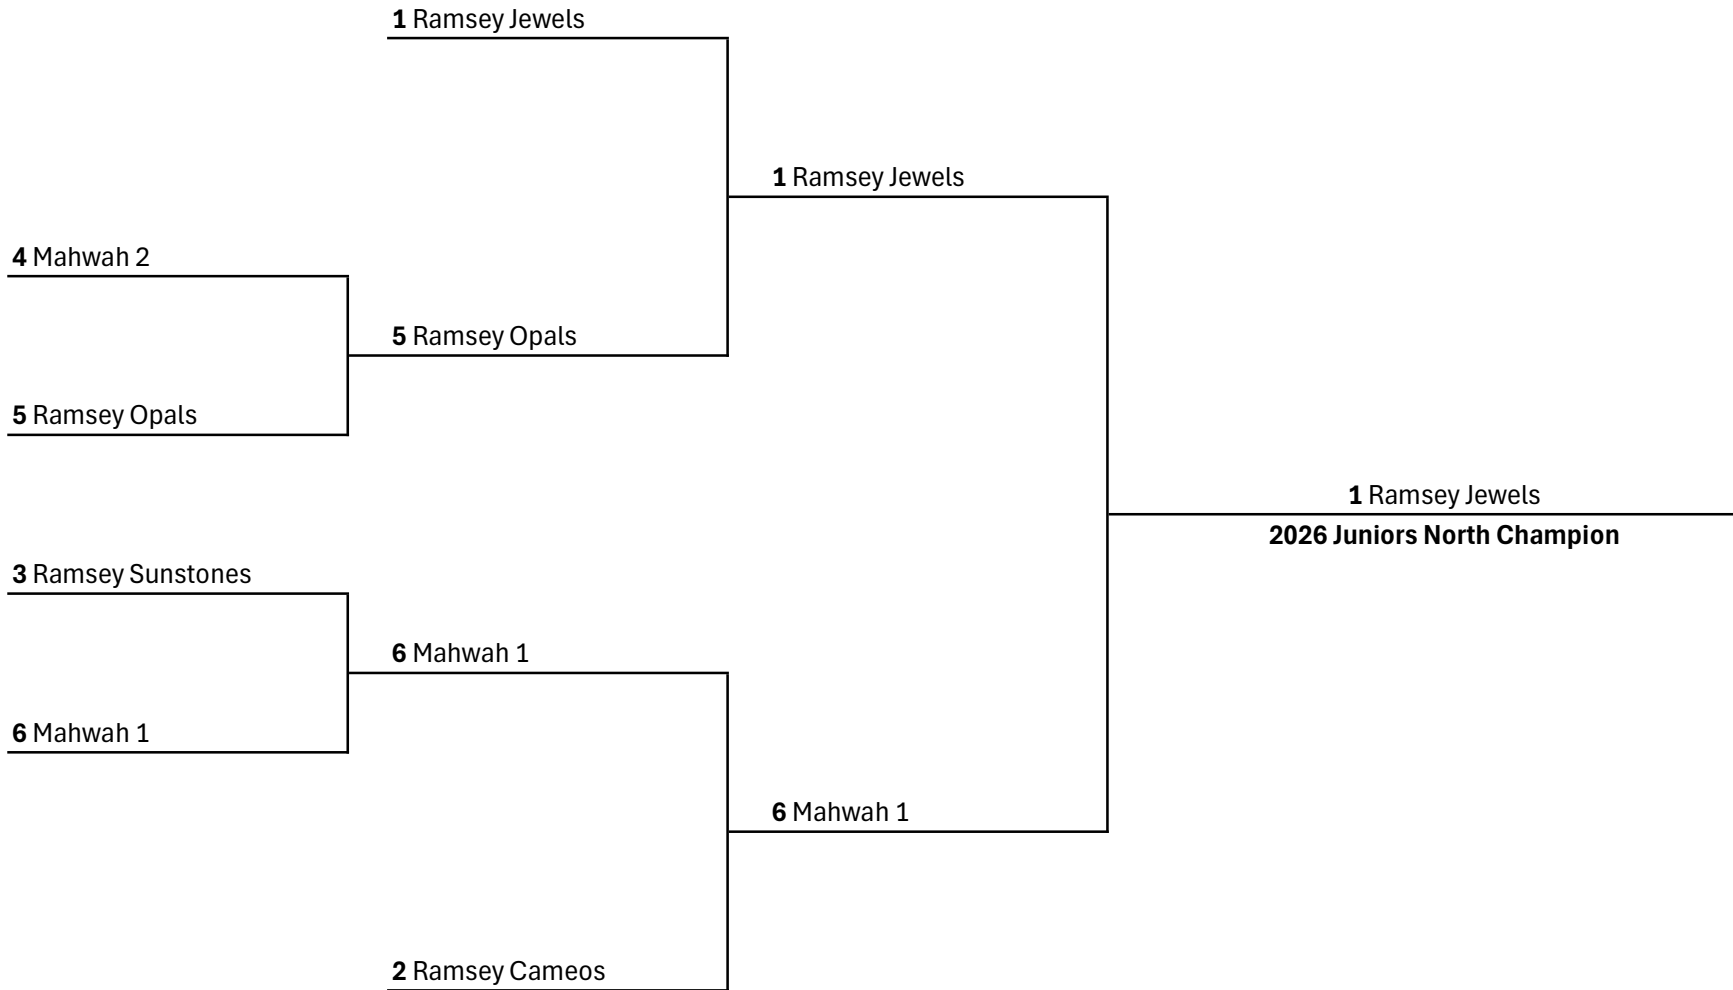 1 Ramsey Jewels
1 Ramsey Jewels
4 Mahwah 2
5 Ramsey Opals
5 Ramsey Opals
1 Ramsey Jewels
2026 Juniors North Champion
3 Ramsey Sunstones
6 Mahwah 1
6 Mahwah 1
6 Mahwah 1
2 Ramsey Cameos